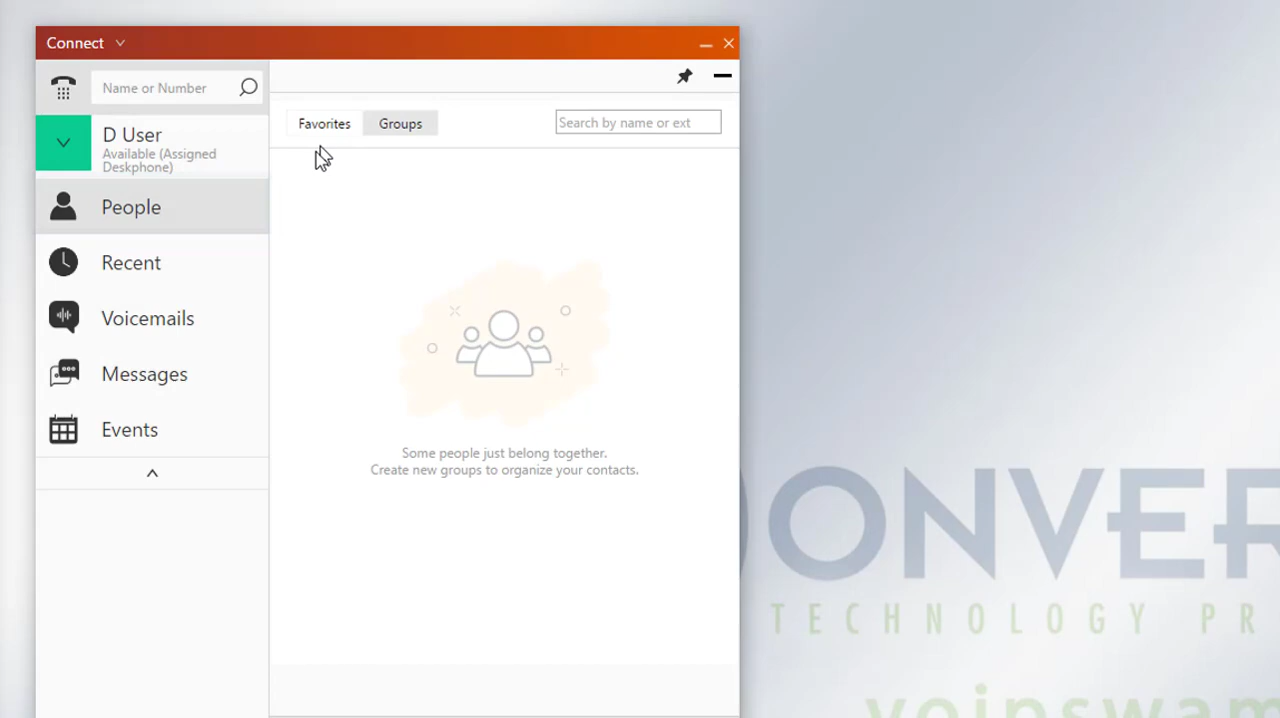 Connect
Name or Number
D User
Available (Assigned
Deskphone)
People
Recent
Voicemails
Messages
Events
Favorites
Groups
Search by name or ext
Some people just belong together.
Create new groups to organize your contacts.
ONVER
TECHNOLOGY PR
voipswam